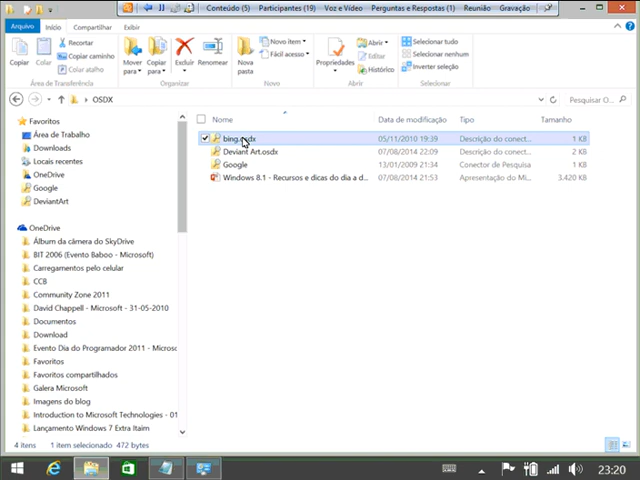 Conteúdo (5) Participantes (19) Voz e Vídeo Perguntas e Respostas (1) Reunião Gravação
Arquivo Início Compartilhar Exibir
Copiar Colar
Recortar
Copiar caminho
Colar atalho
Área de Transferência
Mover para
Copiar para
Excluir
Renomear
Organizar
Nova pasta
Novo item
Fácil acesso
Novo
Propriedades
Abrir
Editar
Histórico
Abrir
Selecionar tudo
Selecionar nenhum
Inverter seleção
Selecionar
OSDX
Pesquisar O...
Nome Data de modificação Tipo Tamanho
bing.osdx 05/11/2010 19:39 Descrição do conect... 1 KB
Deviant Art.osdx 07/08/2014 22:09 Descrição do conect... 2 KB
Google 13/01/2009 21:34 Conector de Pesquisa 1 KB
Windows 8.1 - Recursos e dicas do dia a d... 07/08/2014 21:53 Apresentação do Mi... 3.420 KB
Favoritos
Área de Trabalho
Downloads
Locais recentes
OneDrive
Google
DeviantArt
OneDrive
Álbum da câmera do SkyDrive
BIT 2006 (Evento Baboo - Microsoft)
Carregamentos pelo celular
CCB
Community Zone 2011
David Chappell - Microsoft - 31-05-2010
Documentos
Download
Evento Dia do Programador 2011 - Micros
Favoritos
Favoritos compartilhados
Galera Microsoft
Imagens do blog
Introduction to Microsoft Technologies - 01
Lançamento Windows 7 Extra Itaim
4 itens 1 item selecionado 472 bytes
23:20